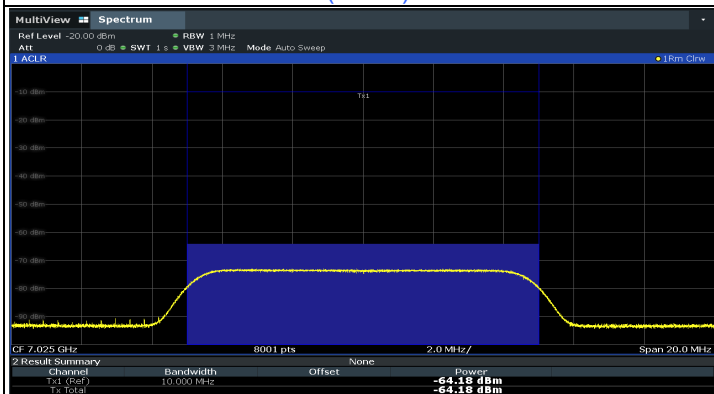 MultiView Spectrum
Ref Level -20.00 dBm RBW 1 MHz
Att 0 dB SWT 1 s VBW 3 MHz Mode Auto Sweep
1 ACLR 1Rm Clrw
-10 dBm
Tx1
-20 dBm
-30 dBm
-40 dBm
-50 dBm
-60 dBm
-70 dBm
-80 dBm
-90 dBm
CF 7.025 GHz 8001 pts 2.0 MHz/ Span 20.0 MHz
2 Result Summary None
Channel Bandwidth Offset Power
Tx1 (Ref) 10.000 MHz -64.18 dBm
Tx Total -64.18 dBm